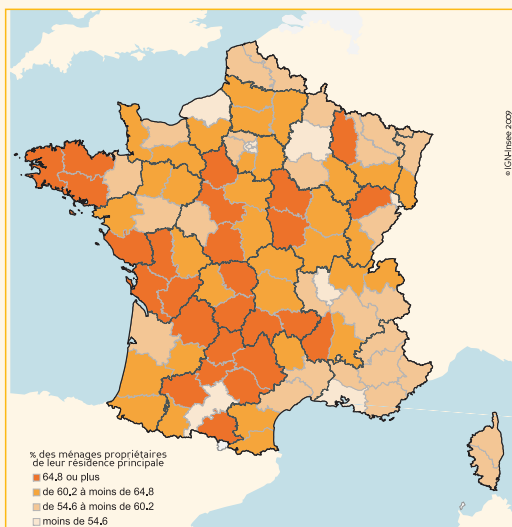 © IGN-Insee 2009
% des ménages propriétaires
de leur résidence principale
64.8 ou plus
de 60.2 à moins de 64.8
de 54.6 à moins de 60.2
moins de 54.6